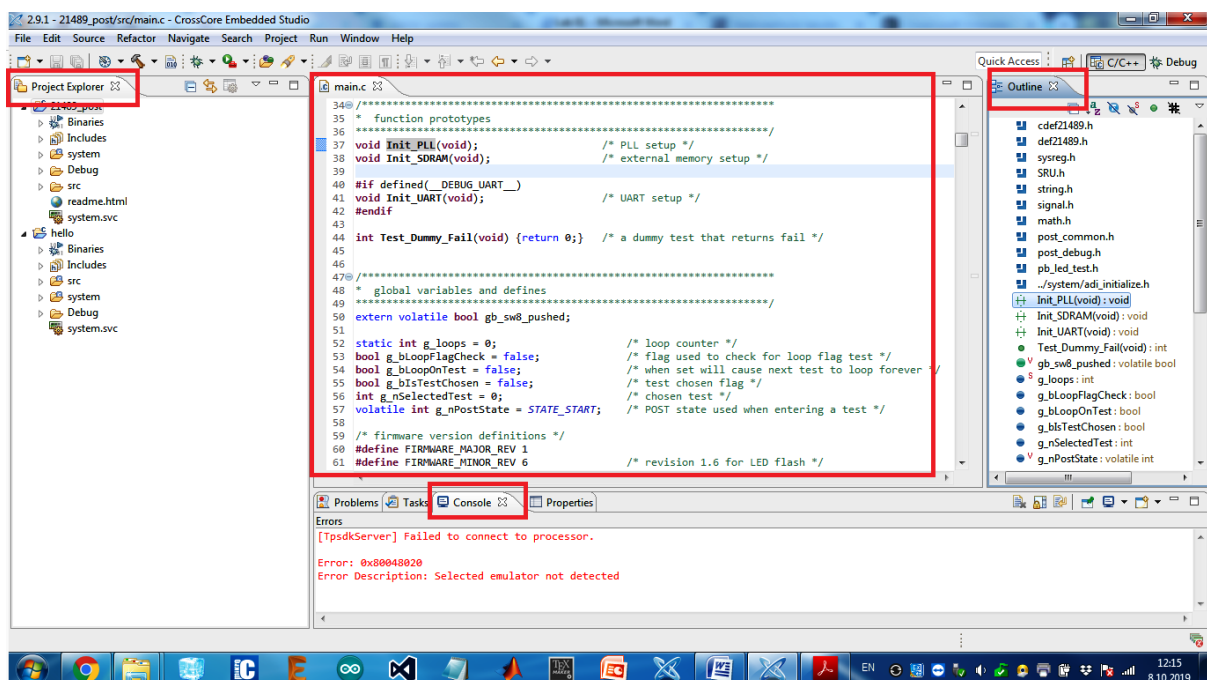 2.9.1 - 21489_post/src/main.c - CrossCore Embedded Studio
File Edit Source Refactor Navigate Search Project Run Window Help
Quick Access C/C++ Debug
Project Explorer
21489_post
Binaries
Includes
system
Debug
src
readme.html
system.svc
hello
Binaries
Includes
src
system
Debug
system.svc
main.c
34 /*******************************************************************
35 *  function prototypes
36 *******************************************************************/
37 void Init_PLL(void); /* PLL setup */
38 void Init_SDRAM(void); /* external memory setup */
39
40 #if defined(__DEBUG_UART__)
41 void Init_UART(void); /* UART setup */
42 #endif
43
44 int Test_Dummy_Fail(void) {return 0;} /* a dummy test that returns fail */
45
46
47 /*******************************************************************
48 *  global variables and defines
49 *******************************************************************/
50 extern volatile bool gb_sw8_pushed;
51
52 static int g_loops = 0; /* loop counter */
53 bool g_bLoopFlagCheck = false; /* flag used to check for loop flag test */
54 bool g_bLoopOnTest = false; /* when set will cause next test to loop forever */
55 bool g_bIsTestChosen = false; /* test chosen flag */
56 int g_nSelectedTest = 0; /* chosen test */
57 volatile int g_nPostState = STATE_START; /* POST state used when entering a test */
58
59 /* firmware version definitions */
60 #define FIRMWARE_MAJOR_REV 1
61 #define FIRMWARE_MINOR_REV 6 /* revision 1.6 for LED flash */
Outline
cdef21489.h
def21489.h
sysreg.h
SRU.h
string.h
signal.h
math.h
post_common.h
post_debug.h
pb_led_test.h
../system/adi_initialize.h
Init_PLL(void) : void
Init_SDRAM(void) : void
Init_UART(void) : void
Test_Dummy_Fail(void) : int
gb_sw8_pushed : volatile bool
g_loops : int
g_bLoopFlagCheck : bool
g_bLoopOnTest : bool
g_bIsTestChosen : bool
g_nSelectedTest : int
g_nPostState : volatile int
Problems Tasks Console Properties
Errors
[TpsdkServer] Failed to connect to processor.
Error: 0x80048020
Error Description: Selected emulator not detected
EN
12:15
8.10.2019